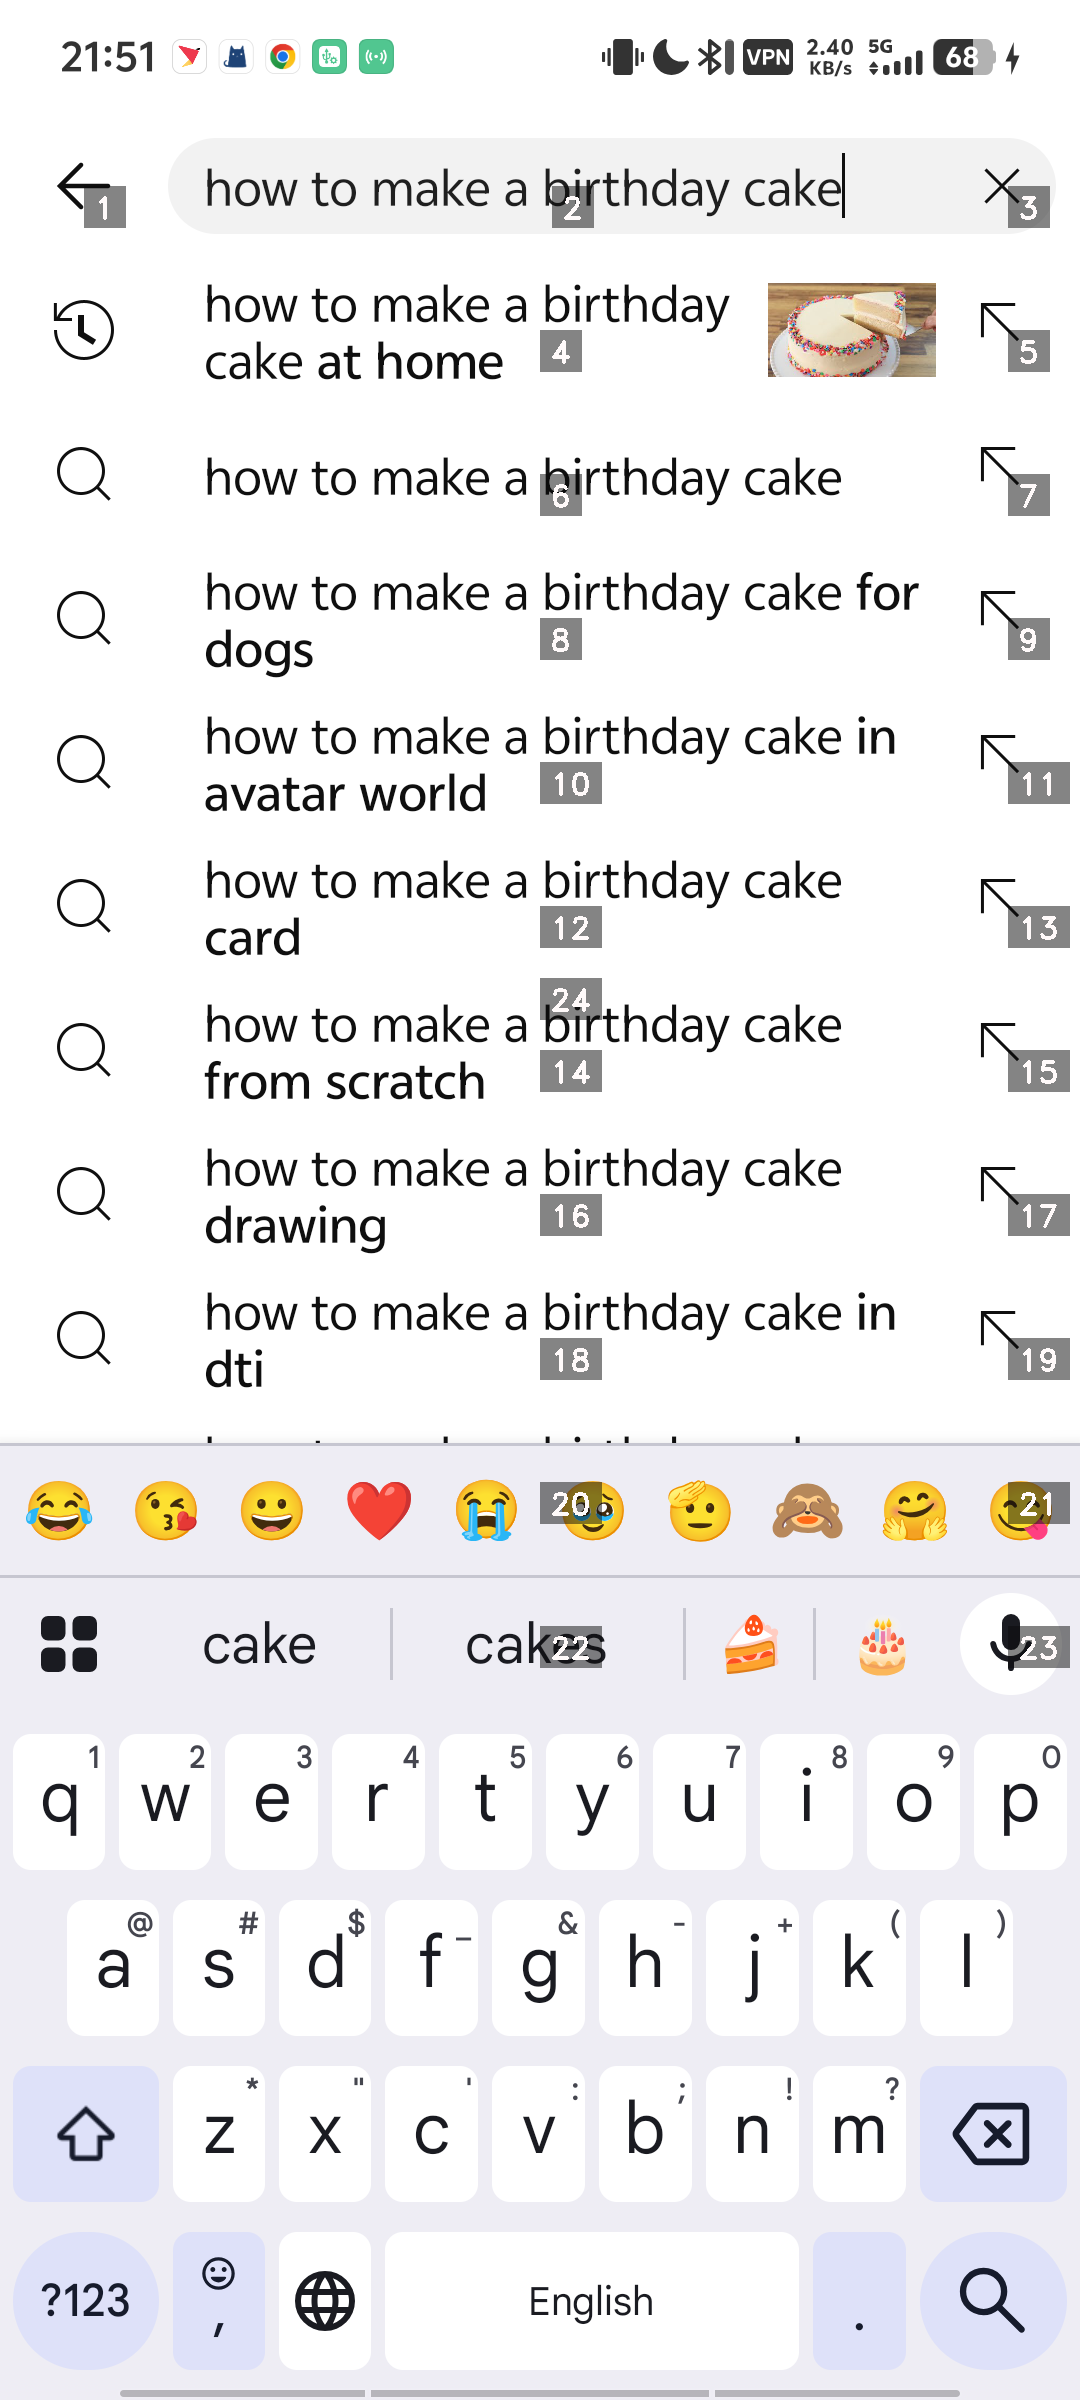 21:51 VPN 2.40 KB/s 5G 68
how to make a birthday cake
1 2 3
how to make a birthday
cake at home
4 5
how to make a birthday cake
6 7
how to make a birthday cake for
dogs
8 9
how to make a birthday cake in
avatar world
10 11
how to make a birthday cake
card
12 13
24
how to make a birthday cake
from scratch
14 15
how to make a birthday cake
drawing
16 17
how to make a birthday cake in
dti
18 19
20 21
cake cakes
22 23
1 2 3 4 5 6 7 8 9 0
q w e r t y u i o p
@ # $ _ & - + ( )
a s d f g h j k l
* " ' : ; ! ?
z x c v b n m
?123 , English .